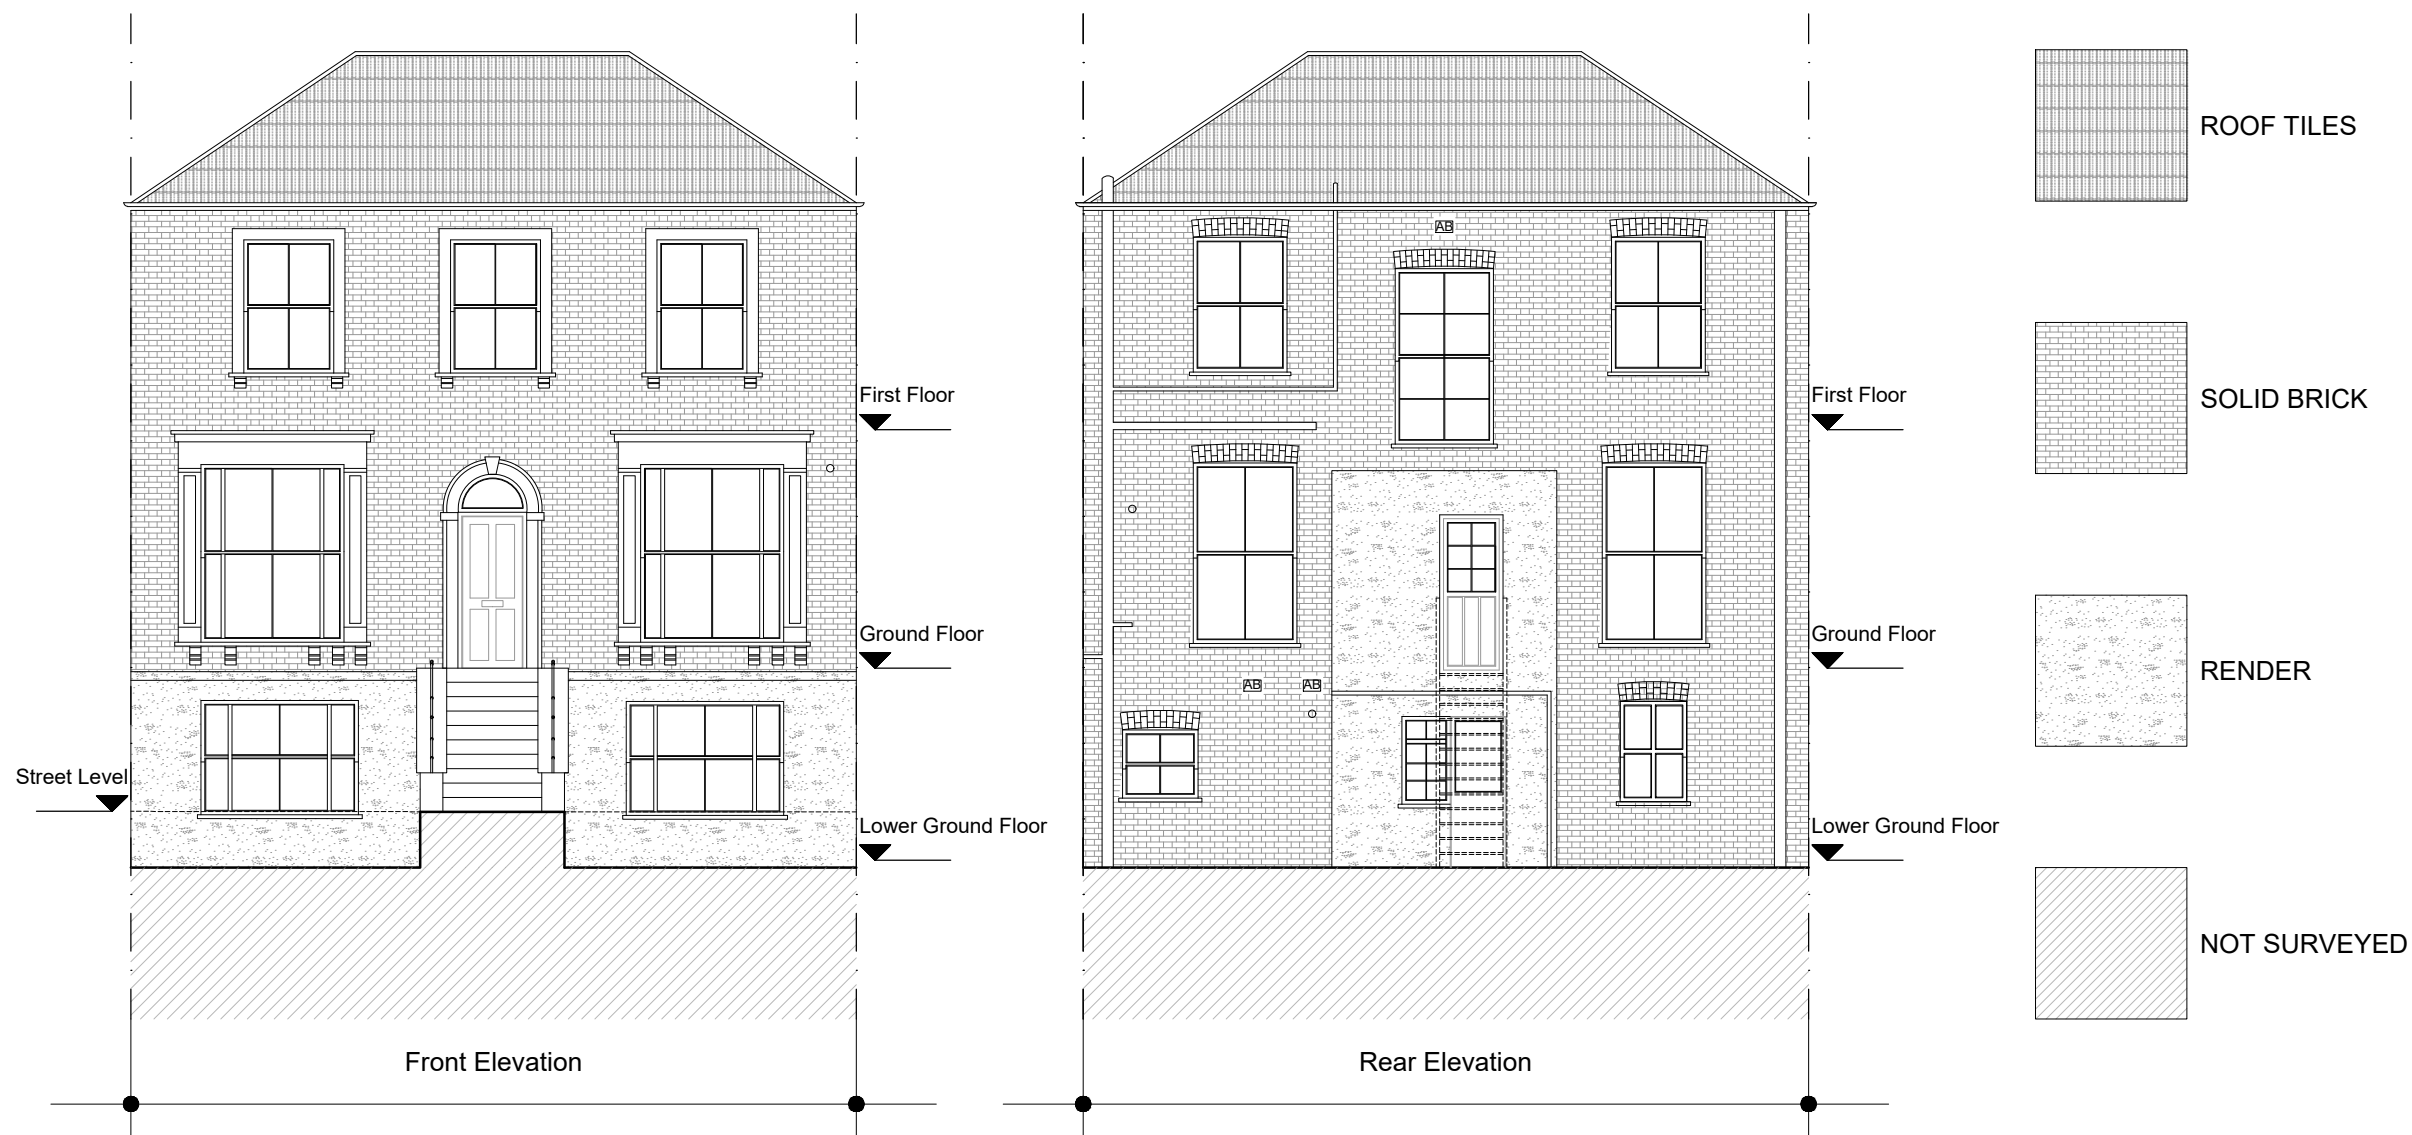 First Floor
Ground Floor
Street Level
Lower Ground Floor
Front Elevation
AB
First Floor
Ground Floor
AB
AB
Lower Ground Floor
Rear Elevation
ROOF TILES
SOLID BRICK
RENDER
NOT SURVEYED